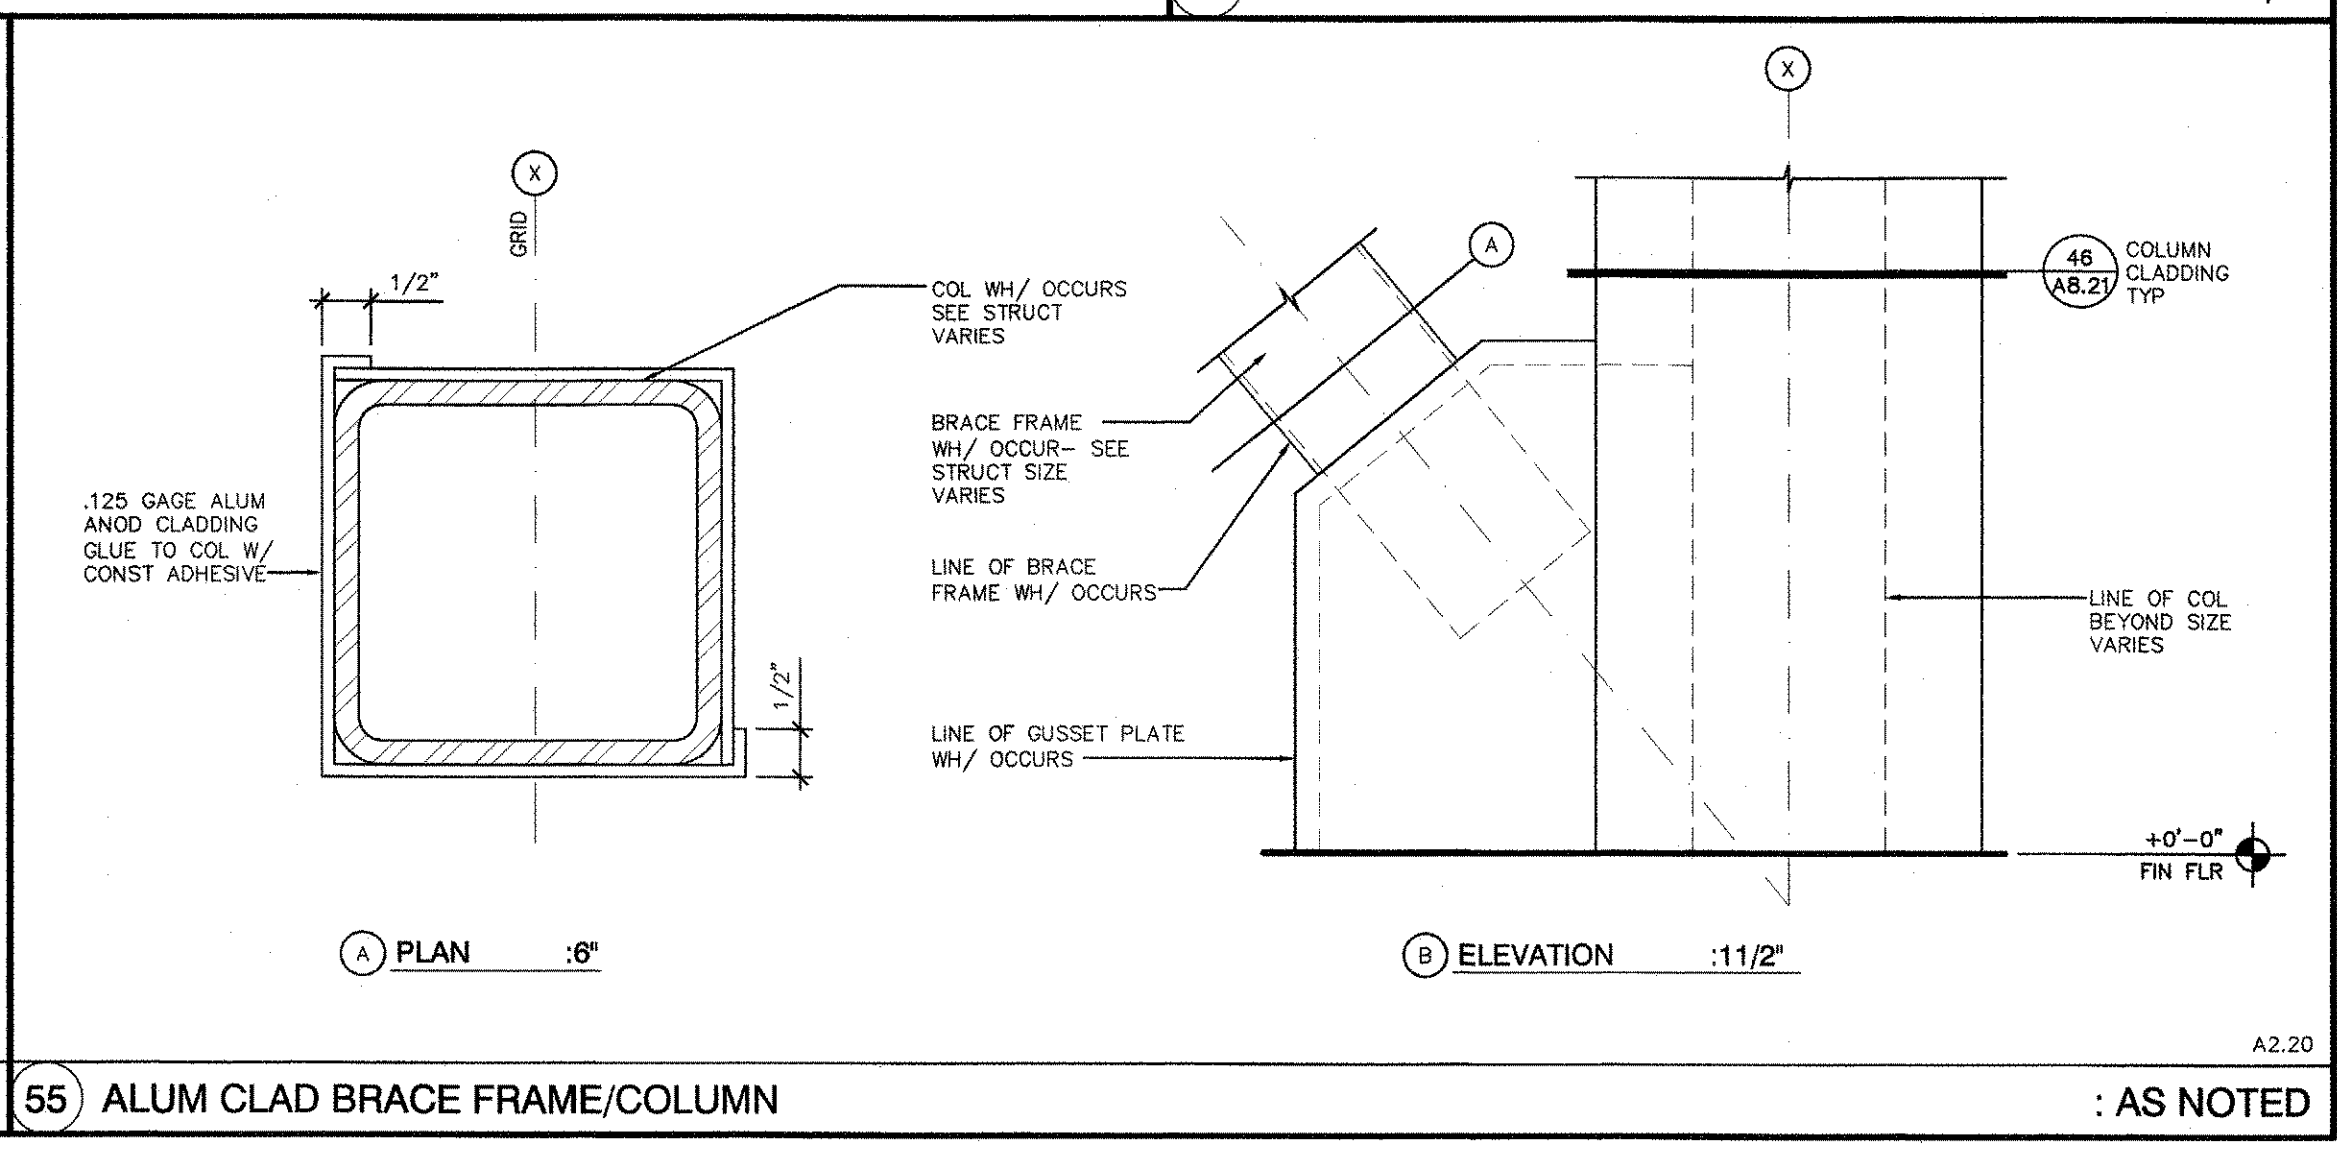 X
GRID
1/2"
COL WH/ OCCURS
SEE STRUCT
VARIES
.125 GAGE ALUM
ANOD CLADDING
GLUE TO COL W/
CONST ADHESIVE
1/2"
A PLAN :6"
X
A
46
A8.21
COLUMN
CLADDING
TYP
BRACE FRAME
WH/ OCCUR- SEE
STRUCT SIZE
VARIES
LINE OF BRACE
FRAME WH/ OCCURS
LINE OF GUSSET PLATE
WH/ OCCURS
LINE OF COL
BEYOND SIZE
VARIES
+0'-0"
FIN FLR
B ELEVATION :11/2"
A2.20
55 ALUM CLAD BRACE FRAME/COLUMN : AS NOTED